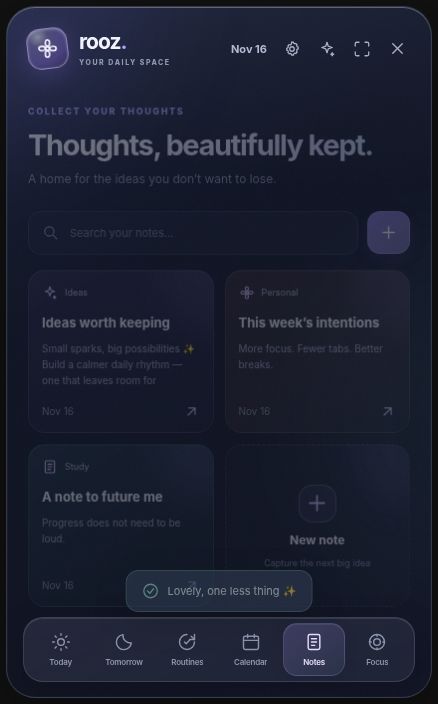 rooz.
YOUR DAILY SPACE
Nov 16
COLLECT YOUR THOUGHTS
Thoughts, beautifully kept.
A home for the ideas you don't want to lose.
Search your notes...
Ideas
Ideas worth keeping
Small sparks, big possibilities ✨
Build a calmer daily rhythm —
one that leaves room for
Nov 16
Personal
This week's intentions
More focus. Fewer tabs. Better
breaks.
Nov 16
Study
A note to future me
Progress does not need to be
loud.
Nov 16
New note
Capture the next big idea
Lovely, one less thing ✨
Today
Tomorrow
Routines
Calendar
Notes
Focus